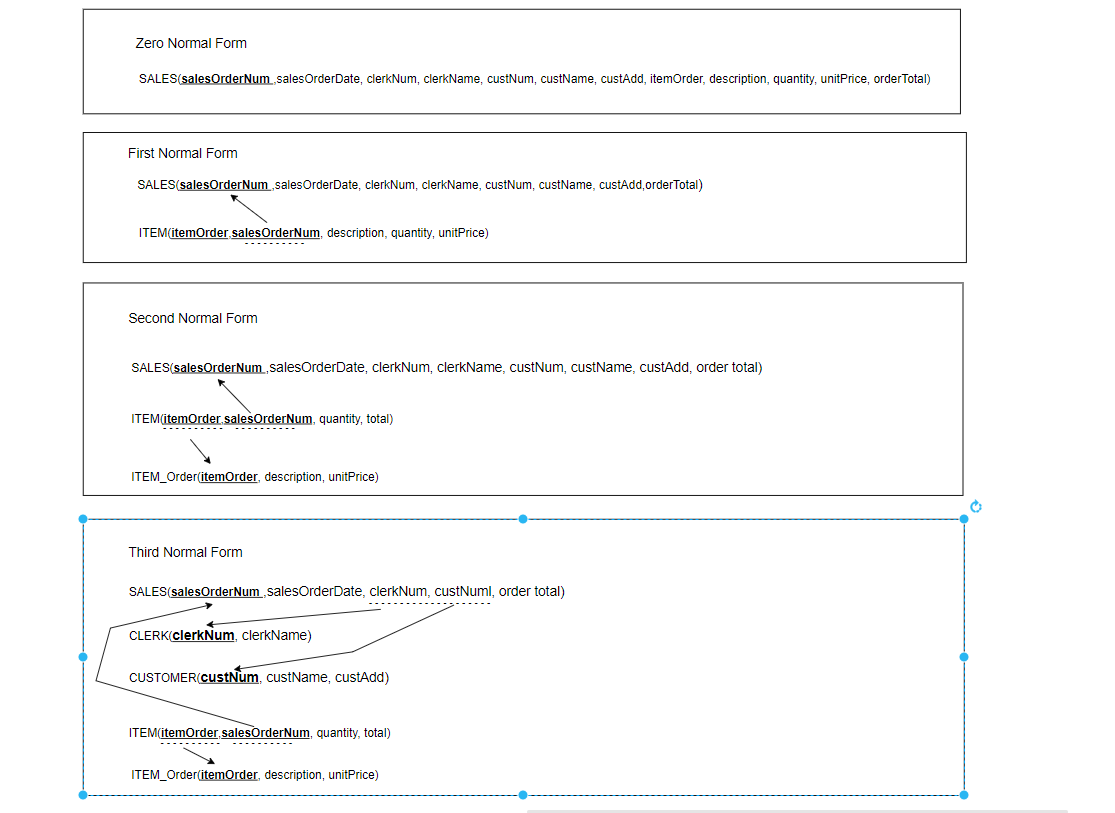 Zero Normal Form
SALES(salesOrderNum ,salesOrderDate, clerkNum, clerkName, custNum, custName, custAdd, itemOrder, description, quantity, unitPrice, orderTotal)
First Normal Form
SALES(salesOrderNum ,salesOrderDate, clerkNum, clerkName, custNum, custName, custAdd,orderTotal)
ITEM(itemOrder,salesOrderNum, description, quantity, unitPrice)
Second Normal Form
SALES(salesOrderNum ,salesOrderDate, clerkNum, clerkName, custNum, custName, custAdd, order total)
ITEM(itemOrder,salesOrderNum, quantity, total)
ITEM_Order(itemOrder, description, unitPrice)
Third Normal Form
SALES(salesOrderNum ,salesOrderDate, clerkNum, custNuml, order total)
CLERK(clerkNum, clerkName)
CUSTOMER(custNum, custName, custAdd)
ITEM(itemOrder,salesOrderNum, quantity, total)
ITEM_Order(itemOrder, description, unitPrice)